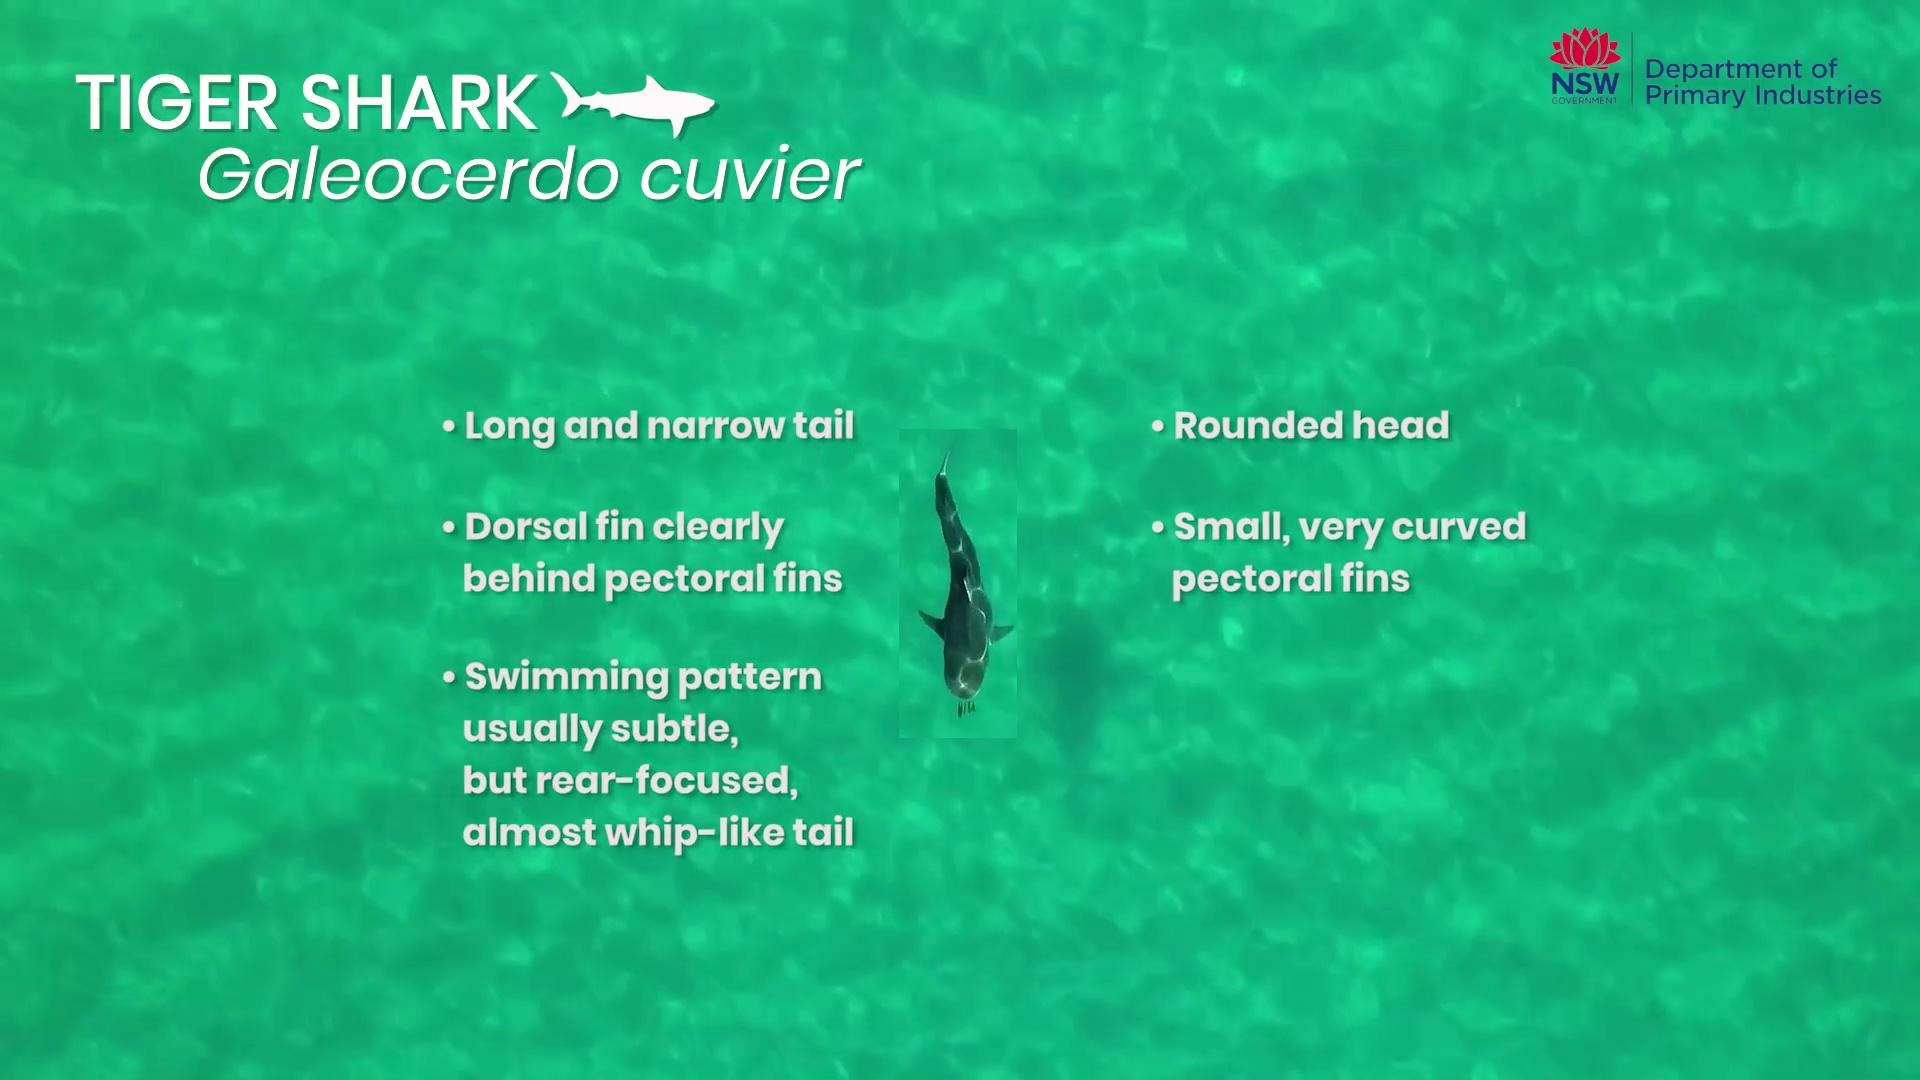 TIGER SHARK
Galeocerdo cuvier
NSW
GOVERNMENT
Department of
Primary Industries
• Long and narrow tail
• Dorsal fin clearly
behind pectoral fins
• Swimming pattern
usually subtle,
but rear-focused,
almost whip-like tail
• Rounded head
• Small, very curved
pectoral fins